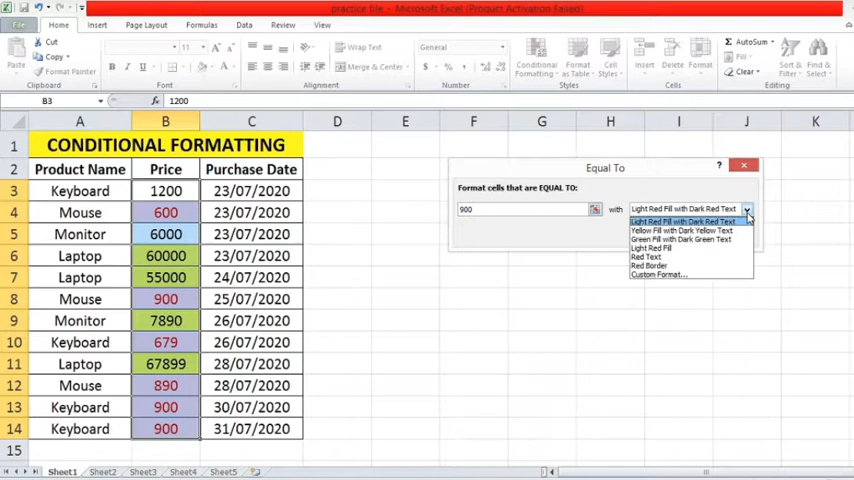 practice file - Microsoft Excel (Product Activation Failed)
File Home Insert Page Layout Formulas Data Review View
Cut
Copy
Format Painter
Paste
Wrap Text
Merge & Center
General
Conditional Formatting
Format as Table
Cell Styles
Insert Delete Format
AutoSum
Fill
Clear
Sort & Filter
Find & Select
Clipboard Font Alignment Number Styles Cells Editing
B3 fx 1200
A B C D E F G H I J K
1 CONDITIONAL FORMATTING
2 Product Name Price Purchase Date
3 Keyboard 1200 23/07/2020
4 Mouse 600 23/07/2020
5 Monitor 6000 23/07/2020
6 Laptop 60000 23/07/2020
7 Laptop 55000 24/07/2020
8 Mouse 900 25/07/2020
9 Monitor 7890 26/07/2020
10 Keyboard 679 26/07/2020
11 Laptop 67899 28/07/2020
12 Mouse 890 28/07/2020
13 Keyboard 900 30/07/2020
14 Keyboard 900 31/07/2020
15
Equal To
Format cells that are EQUAL TO:
900 with Light Red Fill with Dark Red Text
Light Red Fill with Dark Red Text
Yellow Fill with Dark Yellow Text
Green Fill with Dark Green Text
Light Red Fill
Red Text
Red Border
Custom Format...
Sheet1 Sheet2 Sheet3 Sheet4 Sheet5